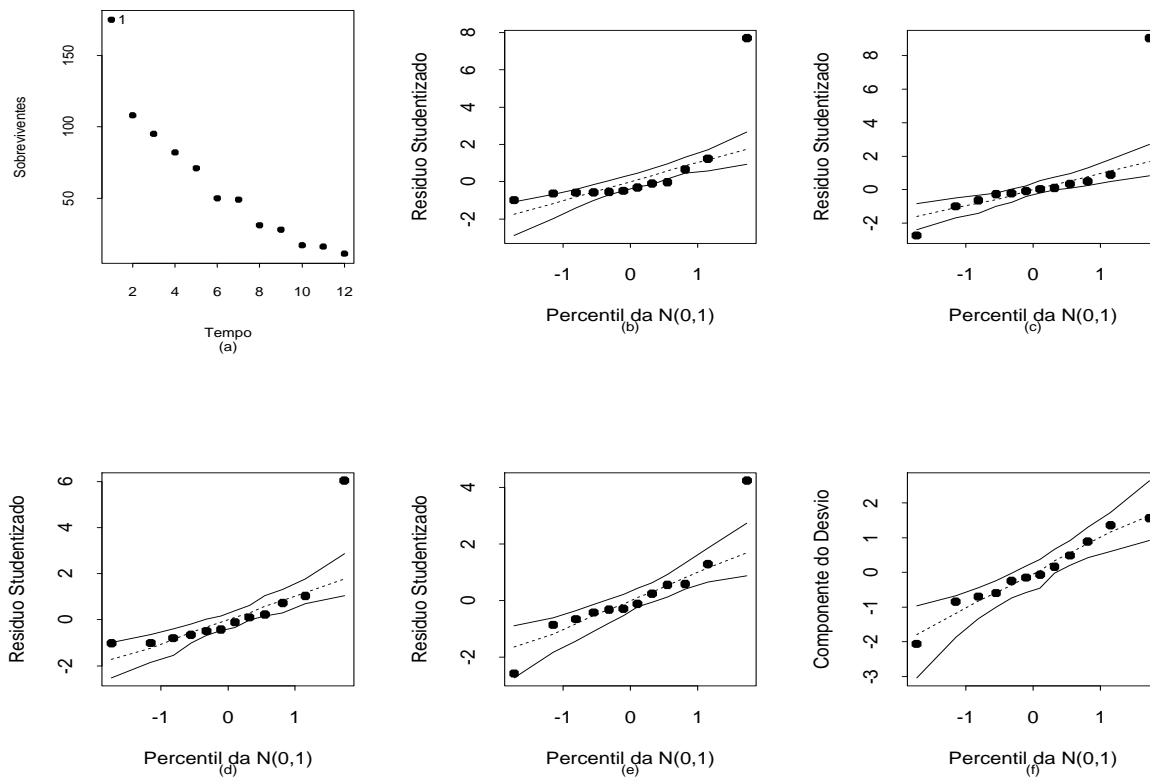 Sobreviventes
150
100
50
1
2 4 6 8 10 12
Tempo
(a)
Resíduo Studentizado
8
6
4
2
0
-2
-1 0 1
Percentil da N(0,1)
(b)
Resíduo Studentizado
8
6
4
2
0
-2
-1 0 1
Percentil da N(0,1)
(c)
Resíduo Studentizado
6
4
2
0
-2
-1 0 1
Percentil da N(0,1)
(d)
Resíduo Studentizado
4
2
0
-2
-1 0 1
Percentil da N(0,1)
(e)
Componente do Desvio
2
1
0
-1
-2
-3
-1 0 1
Percentil da N(0,1)
(f)